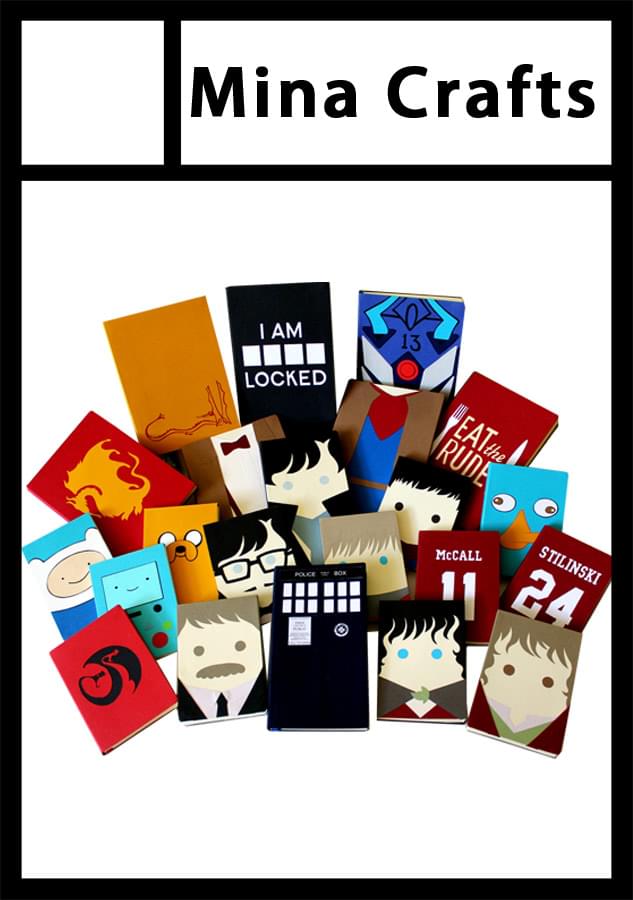 Mina Crafts
I AM
LOCKED
13
EAT the
RUDE
McCALL
11
STILINSKI
24
POLICE BOX